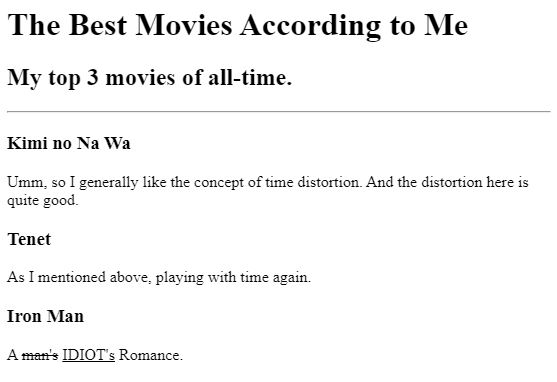 The Best Movies According to Me
My top 3 movies of all-time.
Kimi no Na Wa
Umm, so I generally like the concept of time distortion. And the distortion here is
quite good.
Tenet
As I mentioned above, playing with time again.
Iron Man
A man's IDIOT's Romance.